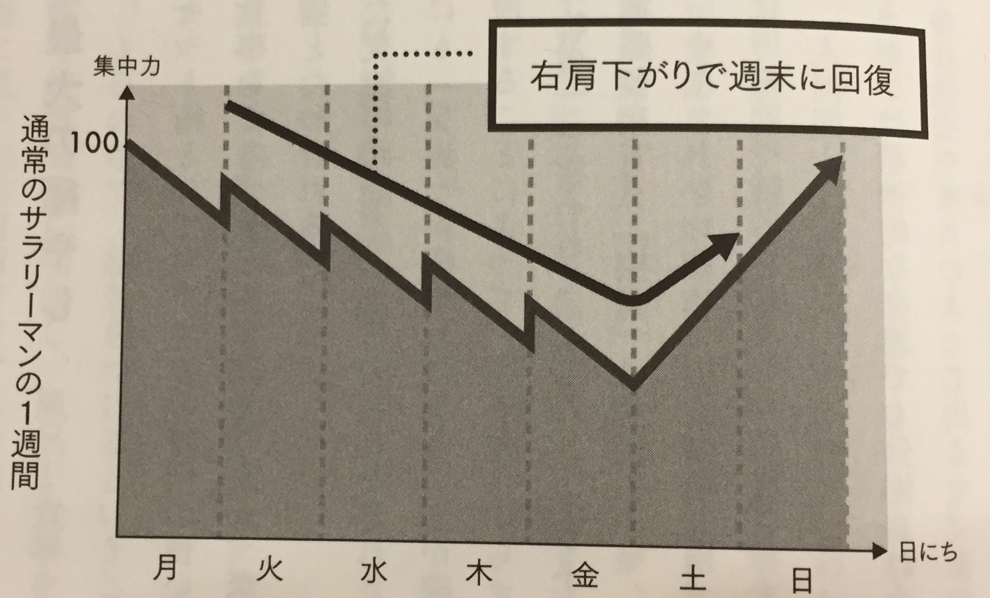 集中力
右肩下がりで週末に回復
100
通常のサラリーマンの1週間
月 火 水 木 金 土 日
日にち